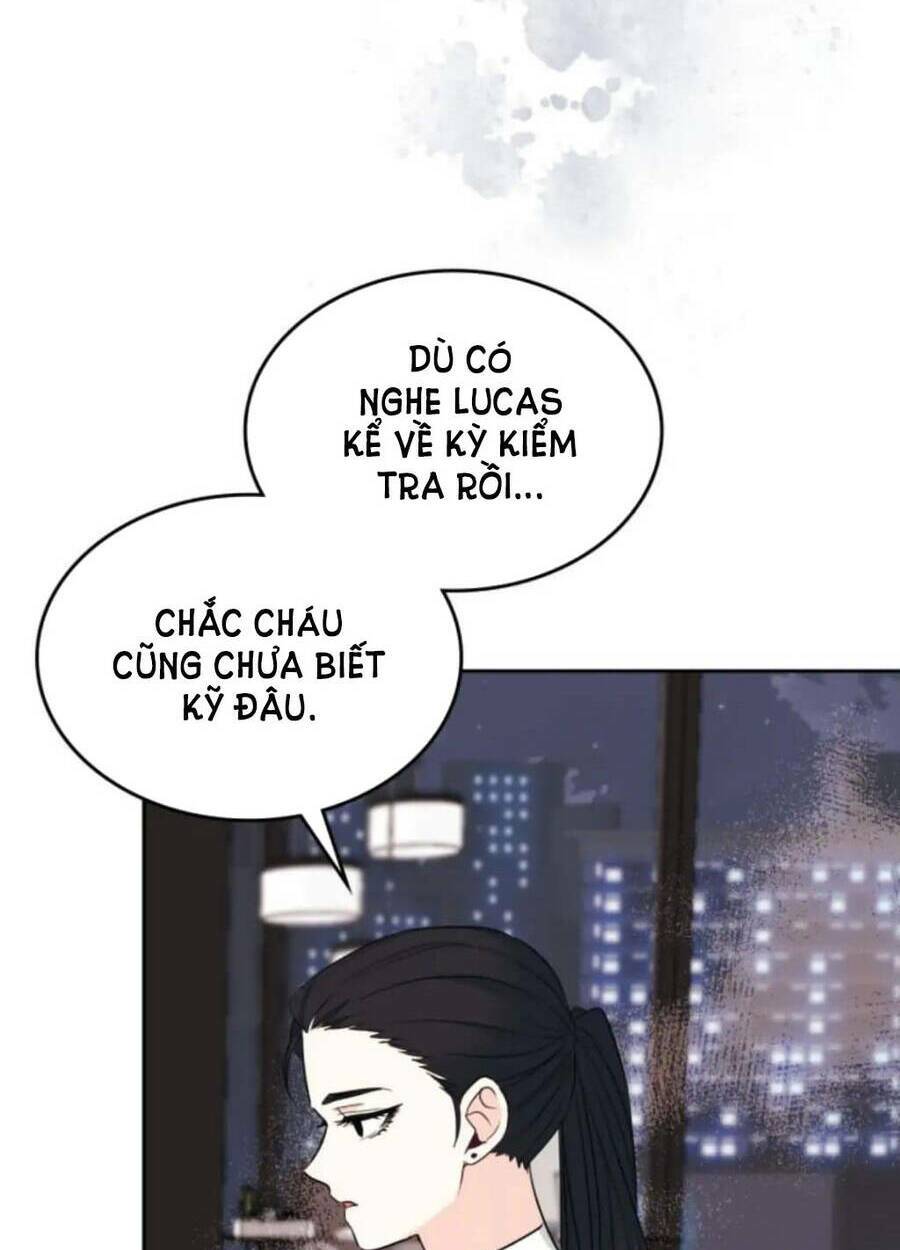 DÙ CÓ
NGHE LUCAS
KỂ VỀ KỲ KIỂM
TRA RỒI...
CHẮC CHÁU
CŨNG CHƯA BIẾT
KỸ ĐÂU.